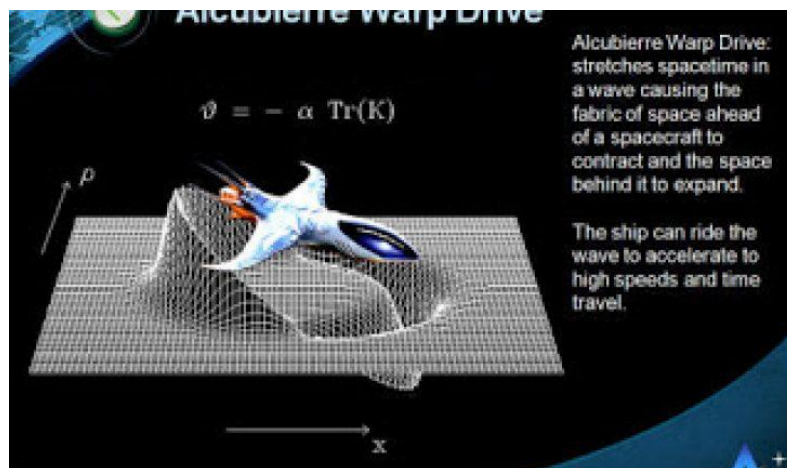 Alcubierre Warp Drive
ϑ = − α Tr(K)
ρ
x
Alcubierre Warp Drive:
stretches spacetime in
a wave causing the
fabric of space ahead
of a spacecraft to
contract and the space
behind it to expand.
The ship can ride the
wave to accelerate to
high speeds and time
travel.